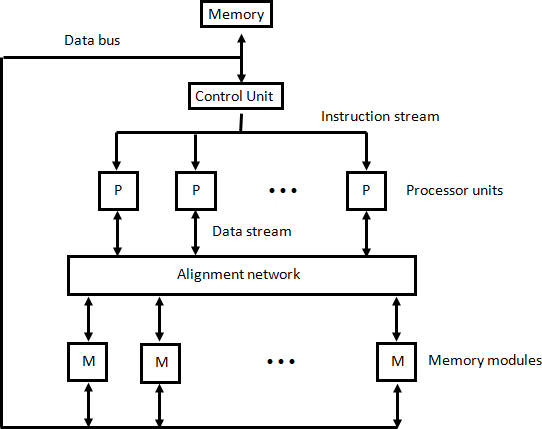 Memory
Data bus
Control Unit
Instruction stream
P P ••• P Processor units
Data stream
Alignment network
M M ••• M Memory modules